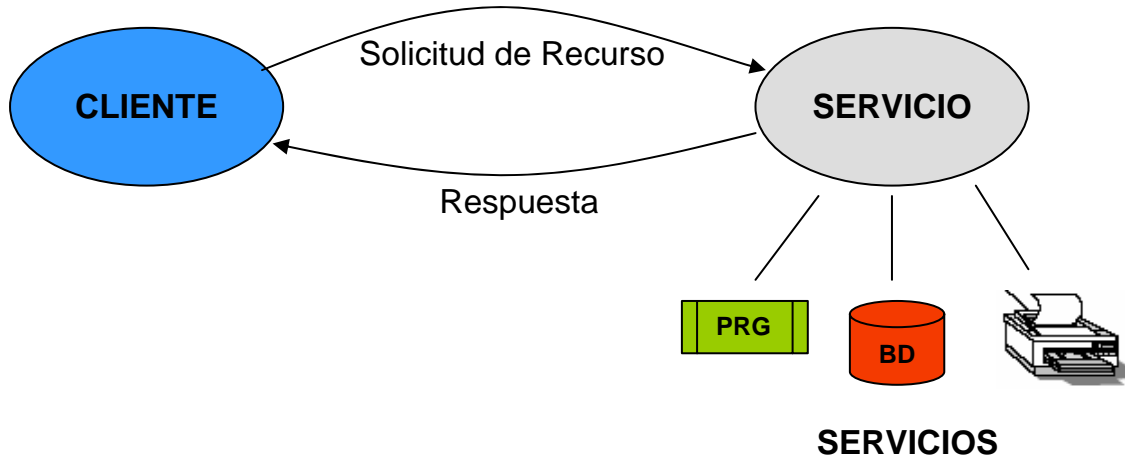 Solicitud de Recurso
CLIENTE
SERVICIO
Respuesta
PRG
BD
SERVICIOS